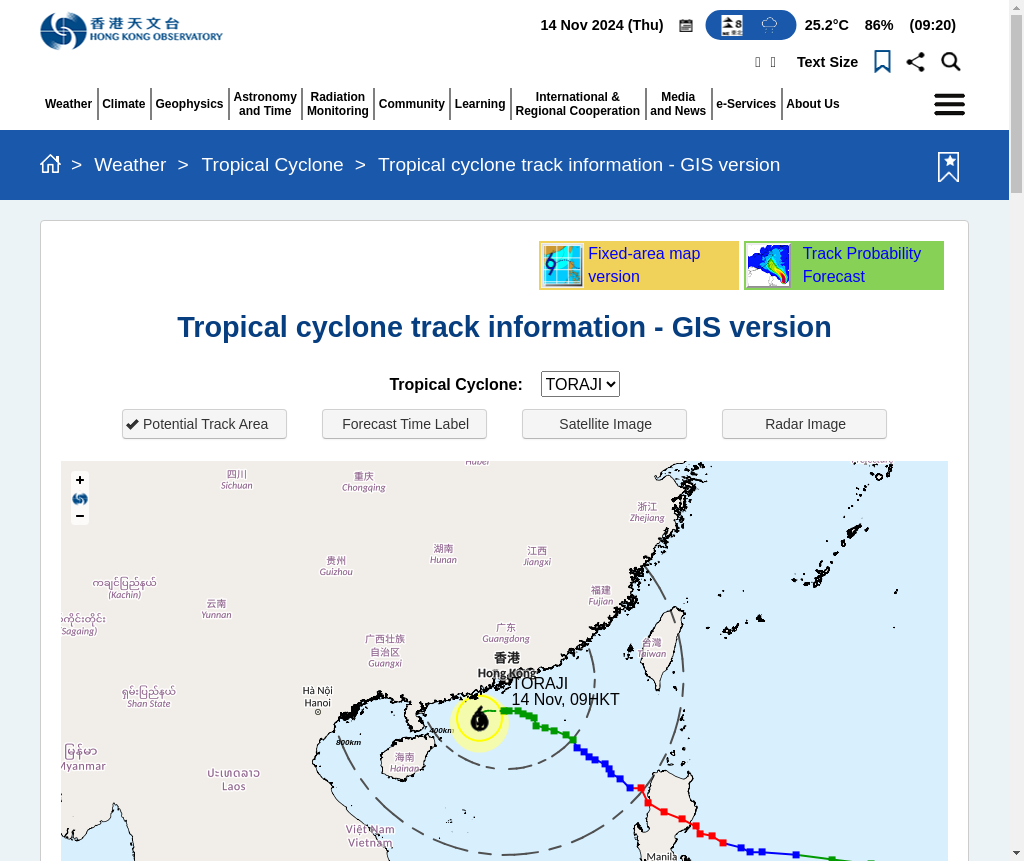 香港天文台
HONG KONG OBSERVATORY
14 Nov 2024 (Thu)
8
東北
25.2°C
86%
(09:20)
Text Size
Weather
Climate
Geophysics
Astronomy
and Time
Radiation
Monitoring
Community
Learning
International &
Regional Cooperation
Media
and News
e-Services
About Us
> Weather > Tropical Cyclone > Tropical cyclone track information - GIS version
Fixed-area map
version
Track Probability
Forecast
Tropical cyclone track information - GIS version
Tropical Cyclone: TORAJI
Potential Track Area
Forecast Time Label
Satellite Image
Radar Image
+
−
Hubei
四川
Sichuan
重庆
Chongqing
浙江
Zhejiang
湖南
Hunan
江西
Jiangxi
贵州
Guizhou
ကချင်ပြည်နယ်
(Kachin)
福建
Fujian
云南
Yunnan
Sagaing)
广东
Guangdong
广西壮族
自治区
Guangxi
台灣
Taiwan
香港
Hong Kong
TORAJI
14 Nov, 09HKT
ရှမ်းပြည်နယ်
Shan State
Hà Nội
Hanoi
400km
800km
မြန်မာ
Myanmar
海南
Hainan
ປະເທດລາວ
Laos
Việt Nam
Vietnam
Manila